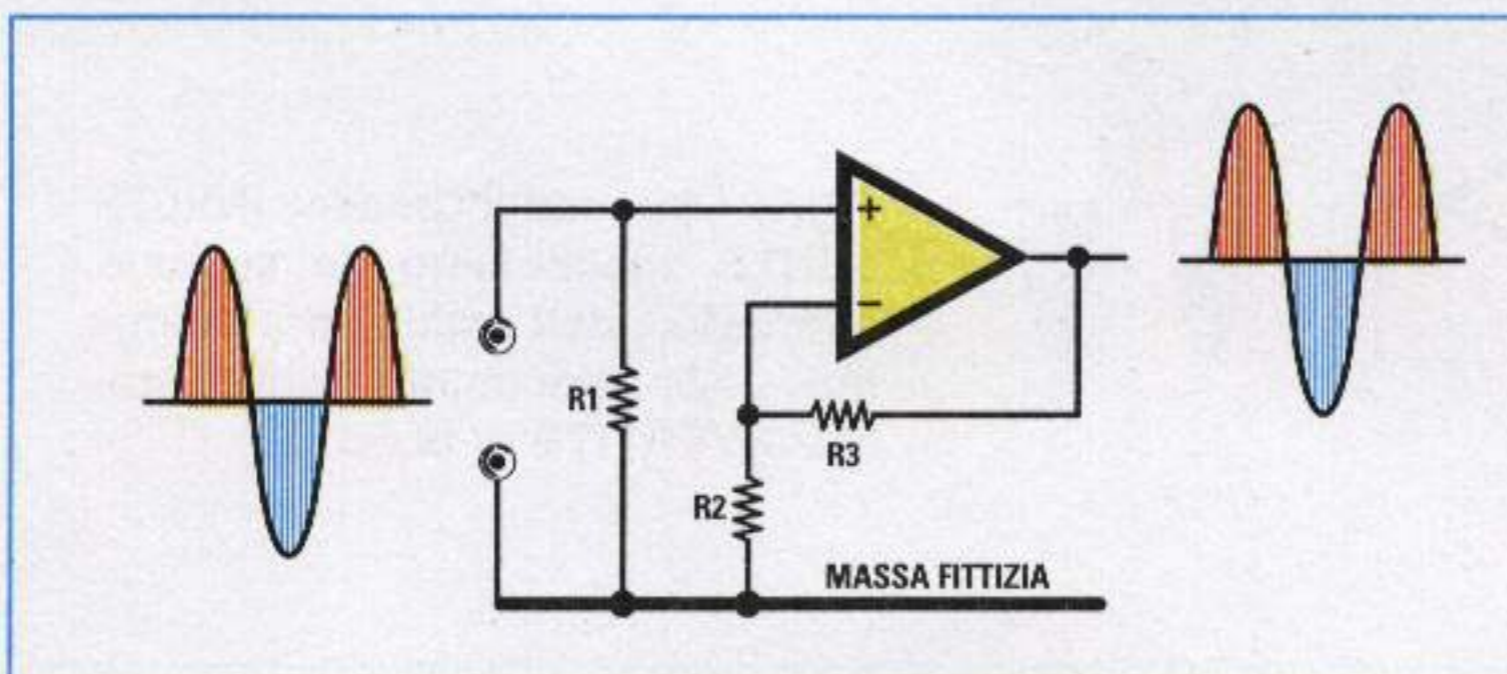 +
−
R1
R3
R2
MASSA FITTIZIA